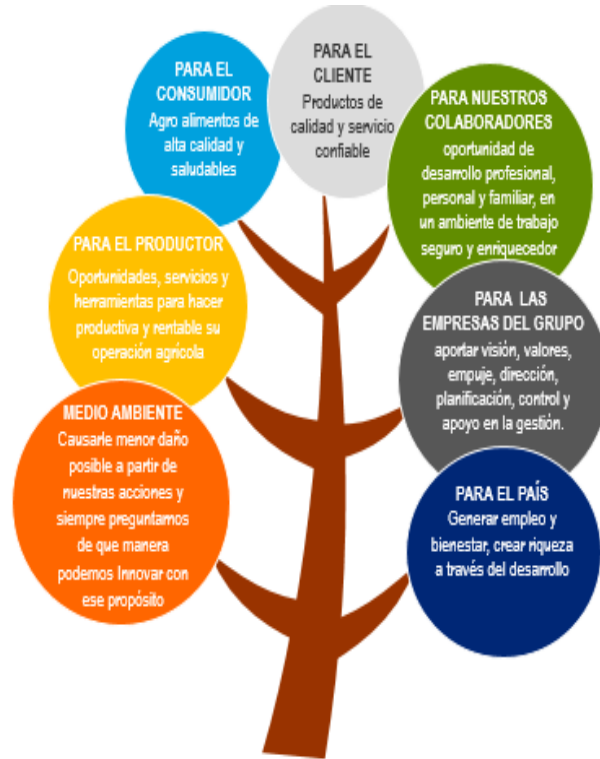 PARA EL
CONSUMIDOR
Agro alimentos de
alta calidad y
saludables
PARA EL
CLIENTE
Productos de
calidad y servicio
confiable
PARA NUESTROS
COLABORADORES
oportunidad de
desarrollo profesional,
personal y familiar, en
un ambiente de trabajo
seguro y enriquecedor
PARA EL PRODUCTOR
Oportunidades, servicios y
herramientas para hacer
productiva y rentable su
operación agrícola
PARA LAS
EMPRESAS DEL GRUPO
aportar visión, valores,
empuje, dirección,
planificación, control y
apoyo en la gestión.
MEDIO AMBIENTE
Causarle menor daño
posible a partir de
nuestras acciones y
siempre preguntarnos
de que manera
podemos Innovar con
ese propósito
PARA EL PAÍS
Generar empleo y
bienestar, crear riqueza
a través del desarrollo